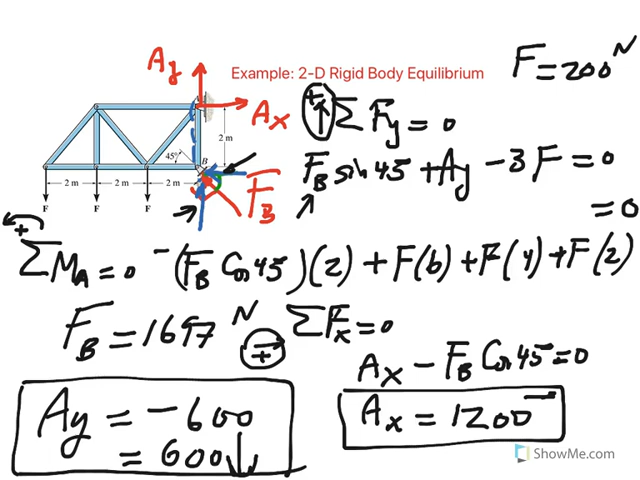 Example: 2-D Rigid Body Equilibrium
F = 200 N
Ay
Ax
A
2 m
45°
B
2 m 2 m 2 m
F F F
FB
+ ↑ ΣFy = 0
FB sin 45 + Ay - 3F = 0
+ ΣMA = 0 -(FB Cos 45)(2) + F(6) + F(4) + F(2) = 0
FB = 1697 N
+→ ΣFx = 0
Ax - FB Cos 45 = 0
Ax = 1200
Ay = -600
= 600 ↓
ShowMe.com